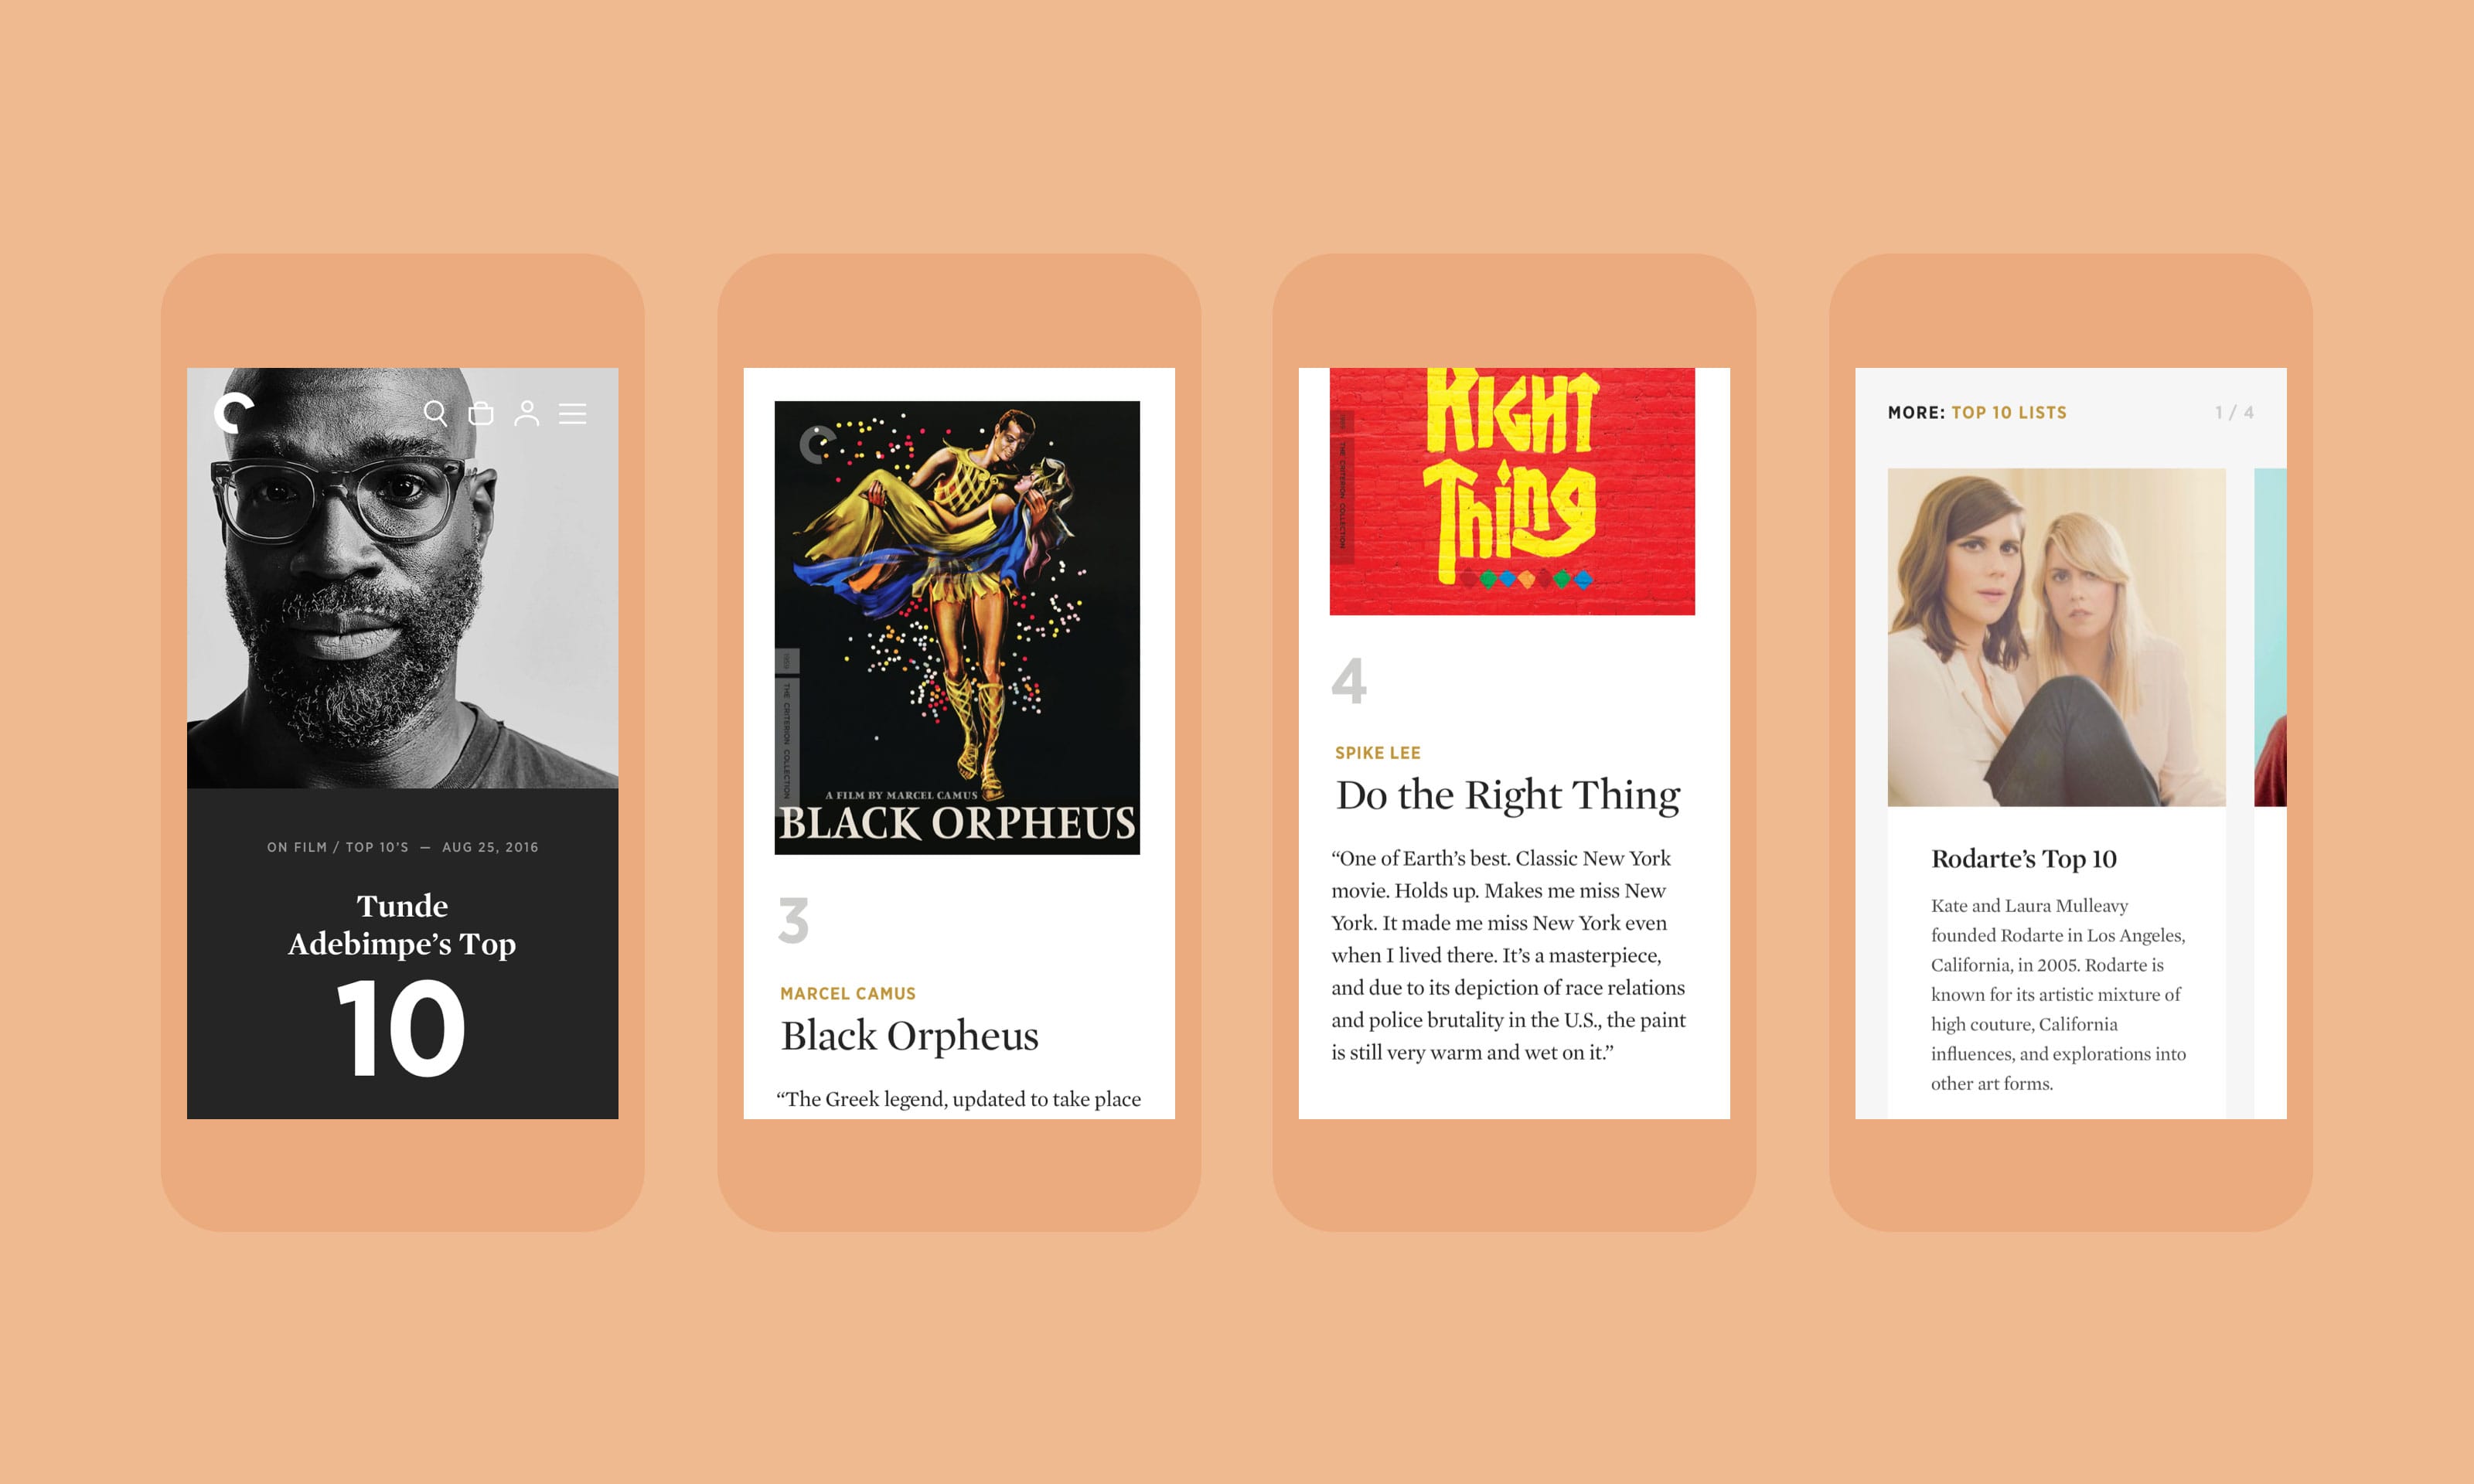 ON FILM / TOP 10'S — AUG 25, 2016
Tunde
Adebimpe’s Top
10
1959
THE CRITERION COLLECTION
A FILM BY MARCEL CAMUS
BLACK ORPHEUS
3
MARCEL CAMUS
Black Orpheus
“The Greek legend, updated to take place
RIGHT
Thing
THE CRITERION COLLECTION
4
SPIKE LEE
Do the Right Thing
“One of Earth’s best. Classic New York
movie. Holds up. Makes me miss New
York. It made me miss New York even
when I lived there. It’s a masterpiece,
and due to its depiction of race relations
and police brutality in the U.S., the paint
is still very warm and wet on it.”
MORE: TOP 10 LISTS
1 / 4
Rodarte’s Top 10
Kate and Laura Mulleavy
founded Rodarte in Los Angeles,
California, in 2005. Rodarte is
known for its artistic mixture of
high couture, California
influences, and explorations into
other art forms.